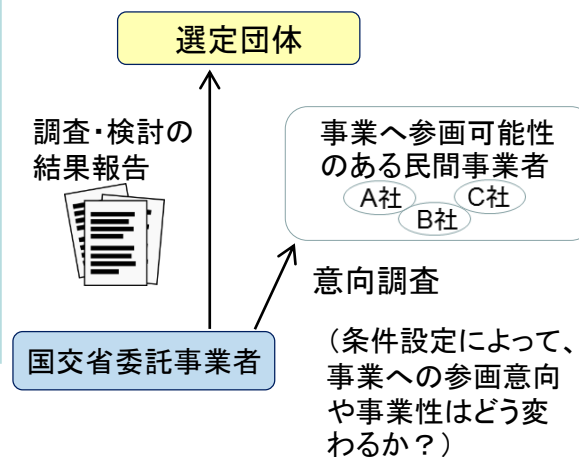 選定団体
調査・検討の
結果報告
事業へ参画可能性
のある民間事業者
A社
C社
B社
意向調査
国交省委託事業者
（条件設定によって、
事業への参画意向
や事業性はどう変
わるか？）